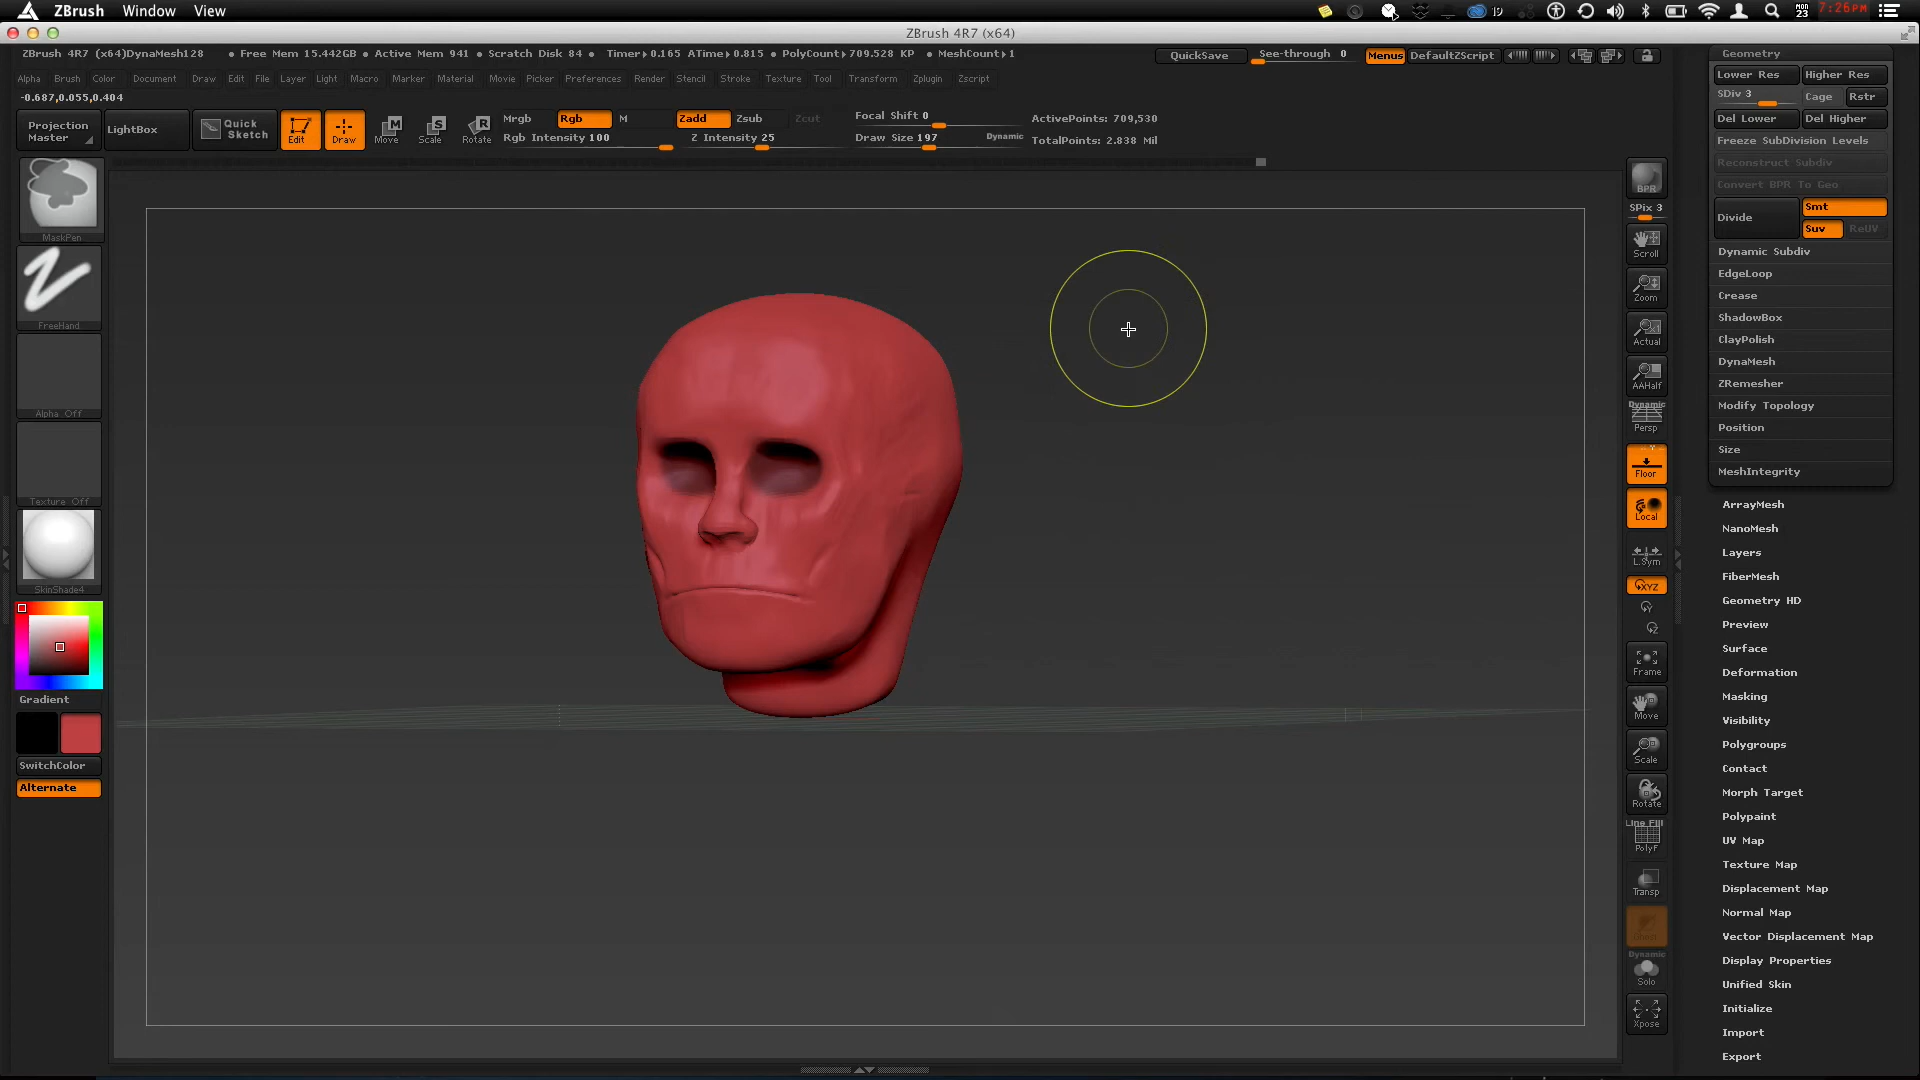 ZBrush Window View
19
MON 23 7:26PM
ZBrush 4R7 (x64)
ZBrush 4R7 (x64)DynaMesh128 • Free Mem 15.442GB • Active Mem 941 • Scratch Disk 84 • Timer▸0.165 ATime▸0.815 • PolyCount▸709.528 KP • MeshCount▸1
QuickSave See-through 0 Menus DefaultZScript
Alpha Brush Color Document Draw Edit File Layer Light Macro Marker Material Movie Picker Preferences Render Stencil Stroke Texture Tool Transform Zplugin Zscript
-0.687,0.055,0.404
Projection Master
LightBox
Quick Sketch
Edit
Draw
Move
Scale
Rotate
Mrgb Rgb M
Rgb Intensity 100
Zadd Zsub Zcut
Z Intensity 25
Focal Shift 0
Draw Size 197 Dynamic
ActivePoints: 709,530
TotalPoints: 2.838 Mil
MaskPen
FreeHand
Alpha Off
Texture Off
SkinShade4
Gradient
SwitchColor
Alternate
BPR
SPix 3
Scroll
Zoom
Actual
AAHalf
Dynamic
Persp
Floor
Local
L.Sym
XYZ
Frame
Move
Scale
Rotate
Line Fill
PolyF
Transp
Dynamic
Solo
Xpose
Geometry
Lower Res Higher Res
SDiv 3 Cage Rstr
Del Lower Del Higher
Freeze SubDivision Levels
Reconstruct Subdiv
Convert BPR To Geo
Divide Smt
Suv ReUV
Dynamic Subdiv
EdgeLoop
Crease
ShadowBox
ClayPolish
DynaMesh
ZRemesher
Modify Topology
Position
Size
MeshIntegrity
ArrayMesh
NanoMesh
Layers
FiberMesh
Geometry HD
Preview
Surface
Deformation
Masking
Visibility
Polygroups
Contact
Morph Target
Polypaint
UV Map
Texture Map
Displacement Map
Normal Map
Vector Displacement Map
Display Properties
Unified Skin
Initialize
Import
Export